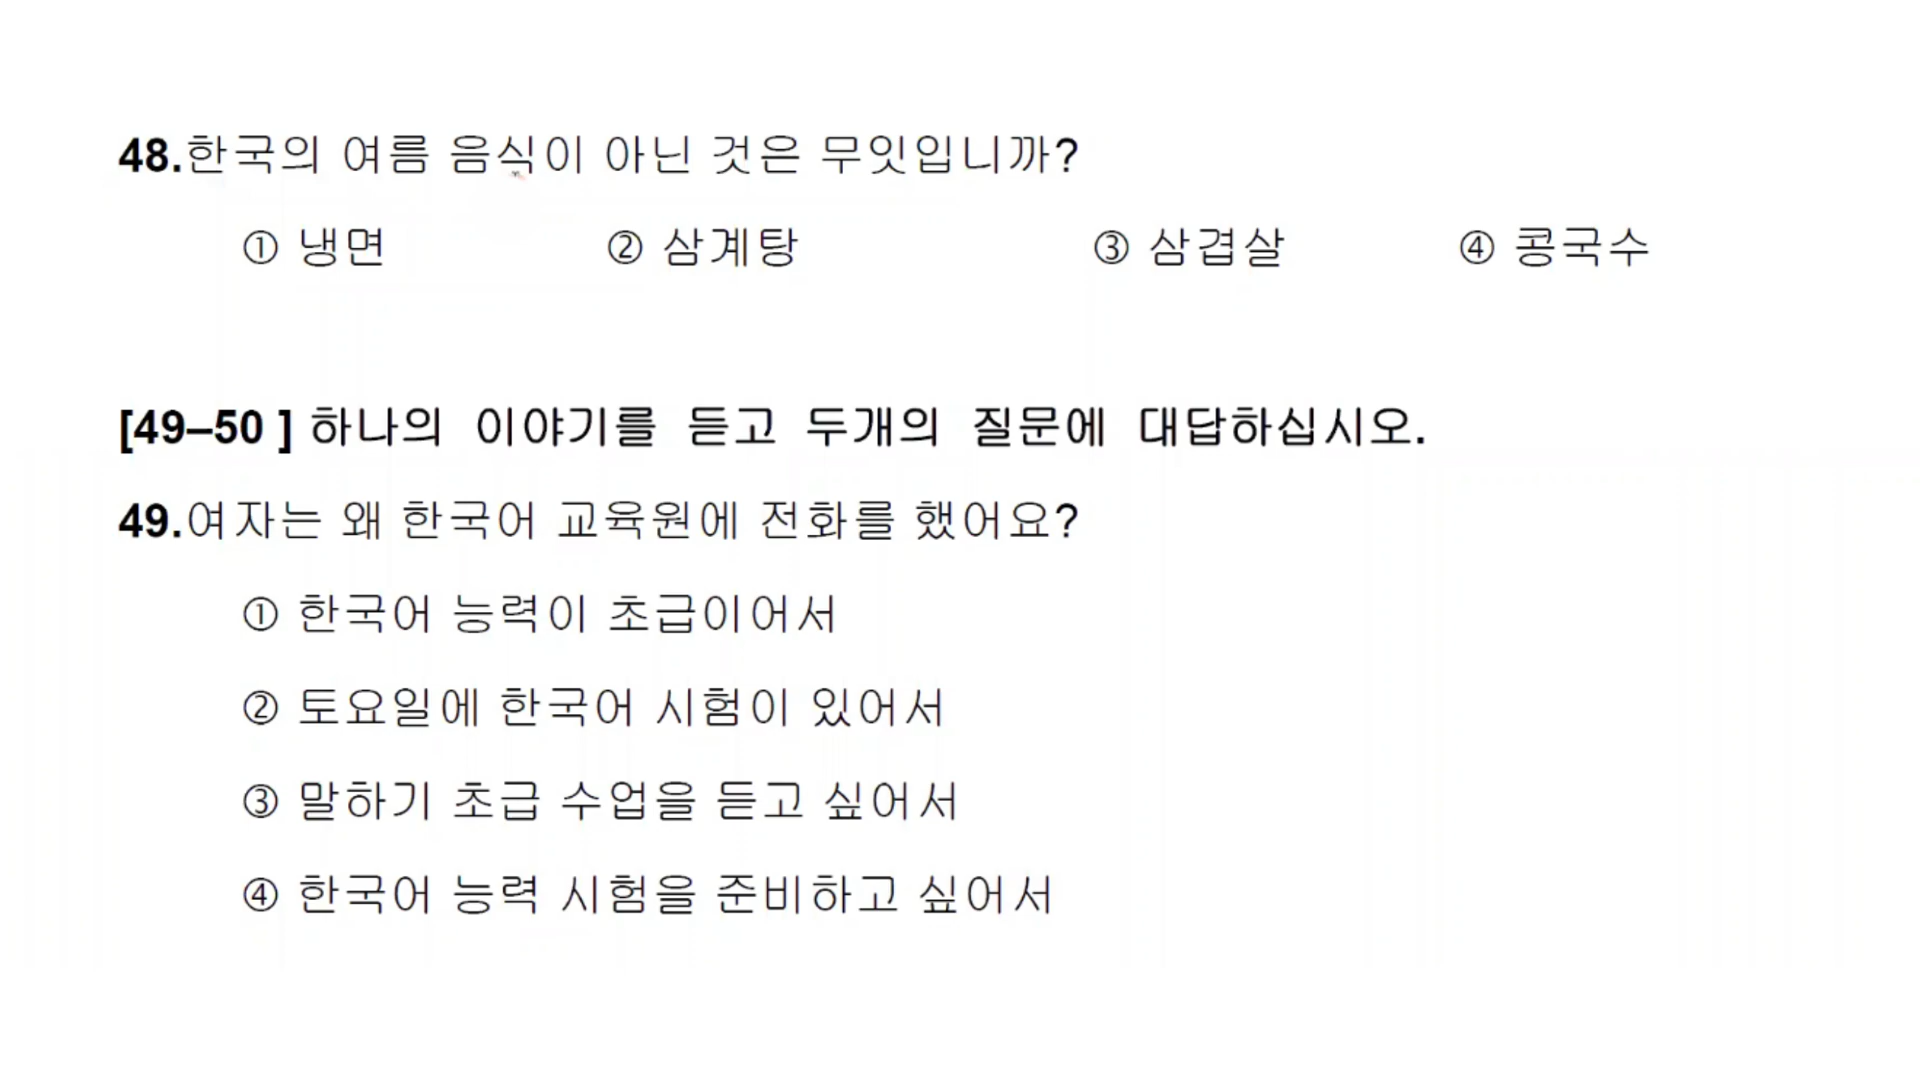 48.한국의 여름 음식이 아닌 것은 무잇입니까?
① 냉면 ② 삼계탕 ③ 삼겹살 ④ 콩국수
[49–50 ] 하나의 이야기를 듣고 두개의 질문에 대답하십시오.
49.여자는 왜 한국어 교육원에 전화를 했어요?
① 한국어 능력이 초급이어서
② 토요일에 한국어 시험이 있어서
③ 말하기 초급 수업을 듣고 싶어서
④ 한국어 능력 시험을 준비하고 싶어서